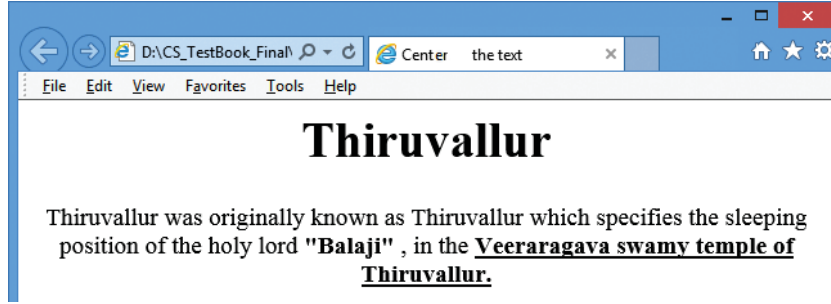 D:\CS_TestBook_Final\ Center the text
File Edit View Favorites Tools Help
Thiruvallur
Thiruvallur was originally known as Thiruvallur which specifies the sleeping
position of the holy lord "Balaji" , in the Veeraragava swamy temple of
Thiruvallur.